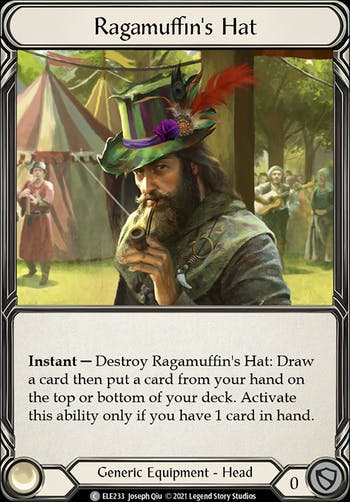 Ragamuffin's Hat
Instant — Destroy Ragamuffin's Hat: Draw
a card then put a card from your hand on
the top or bottom of your deck. Activate
this ability only if you have 1 card in hand.
C ELE233 Joseph Qiu © 2021 Legend Story Studios
Generic Equipment - Head
0